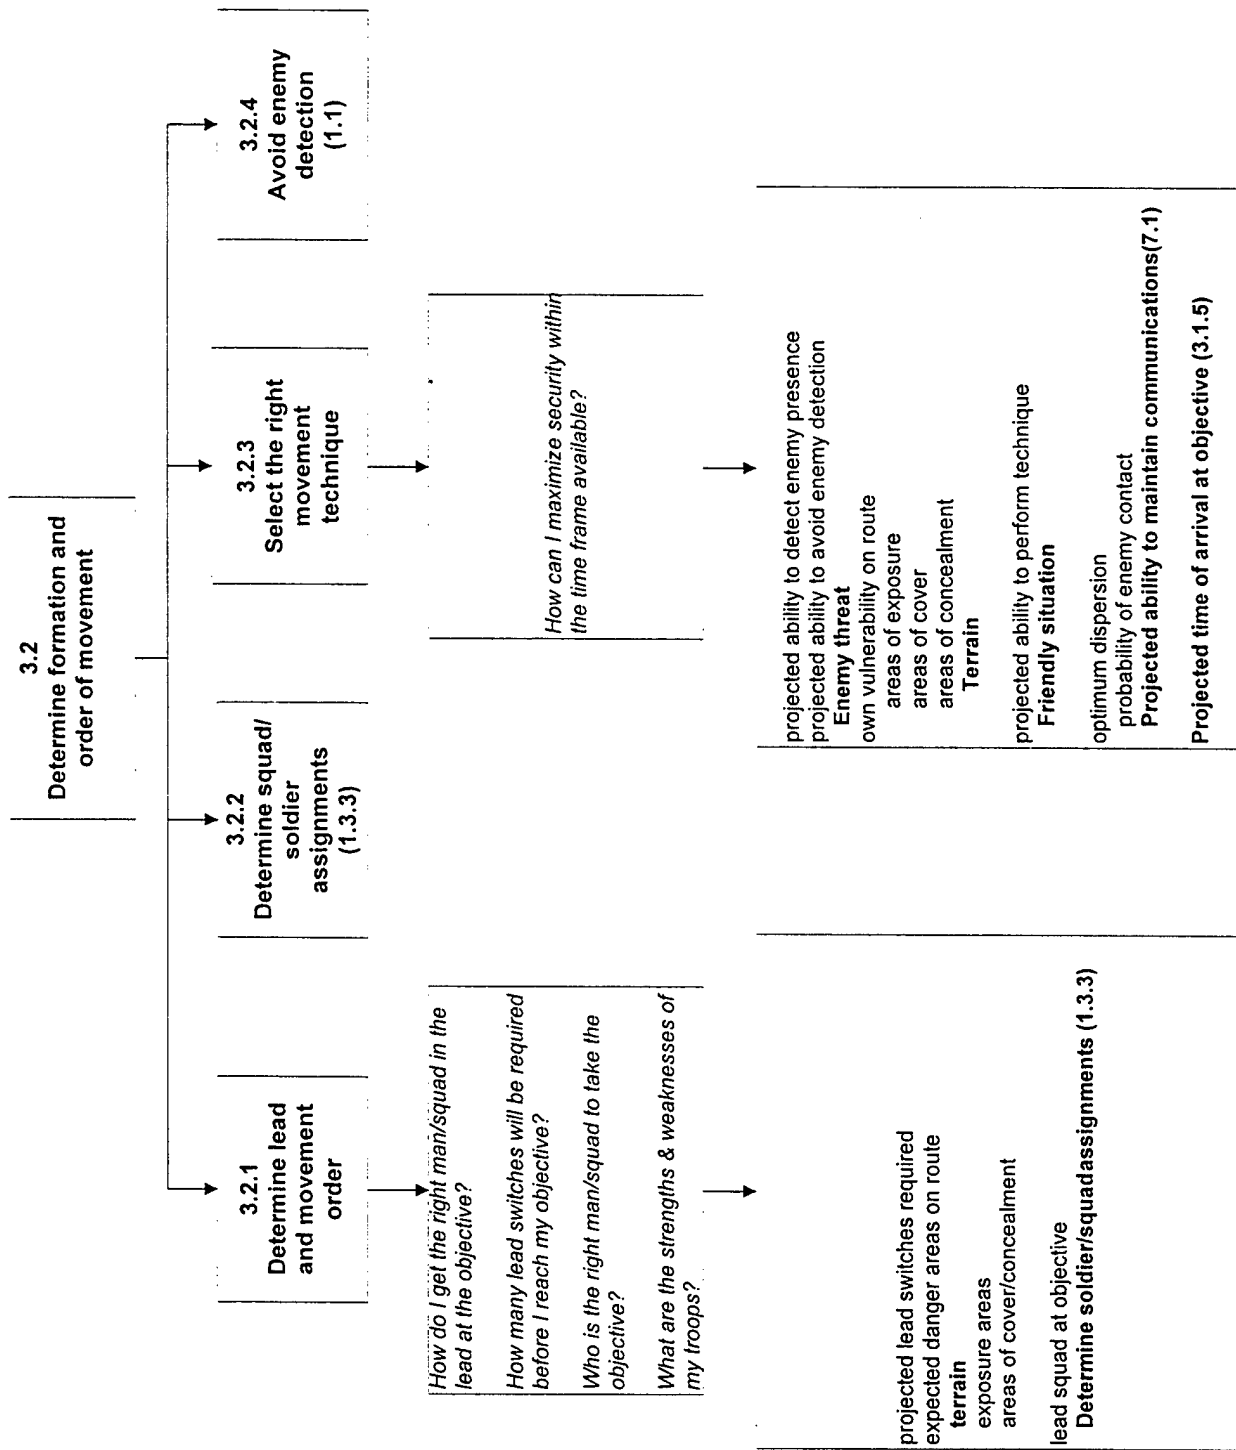 3.2
Determine formation and
order of movement
3.2.1
Determine lead
and movement
order
3.2.2
Determine squad/
soldier
assignments
(1.3.3)
3.2.3
Select the right
movement
technique
3.2.4
Avoid enemy
detection
(1.1)
How do I get the right man/squad in the
lead at the objective?
How many lead switches will be required
before I reach my objective?
Who is the right man/squad to take the
objective?
What are the strengths & weaknesses of
my troops?
How can I maximize security within
the time frame available?
projected lead switches required
expected danger areas on route
terrain
exposure areas
areas of cover/concealment
lead squad at objective
Determine soldier/squadassignments (1.3.3)
projected ability to detect enemy presence
projected ability to avoid enemy detection
Enemy threat
own vulnerability on route
areas of exposure
areas of cover
areas of concealment
Terrain
projected ability to perform technique
Friendly situation
optimum dispersion
probability of enemy contact
Projected ability to maintain communications(7.1)
Projected time of arrival at objective (3.1.5)